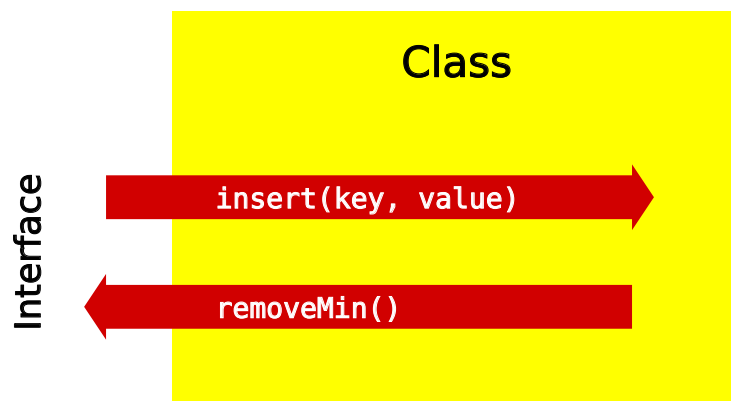 Class
Interface
insert(key, value)
removeMin()